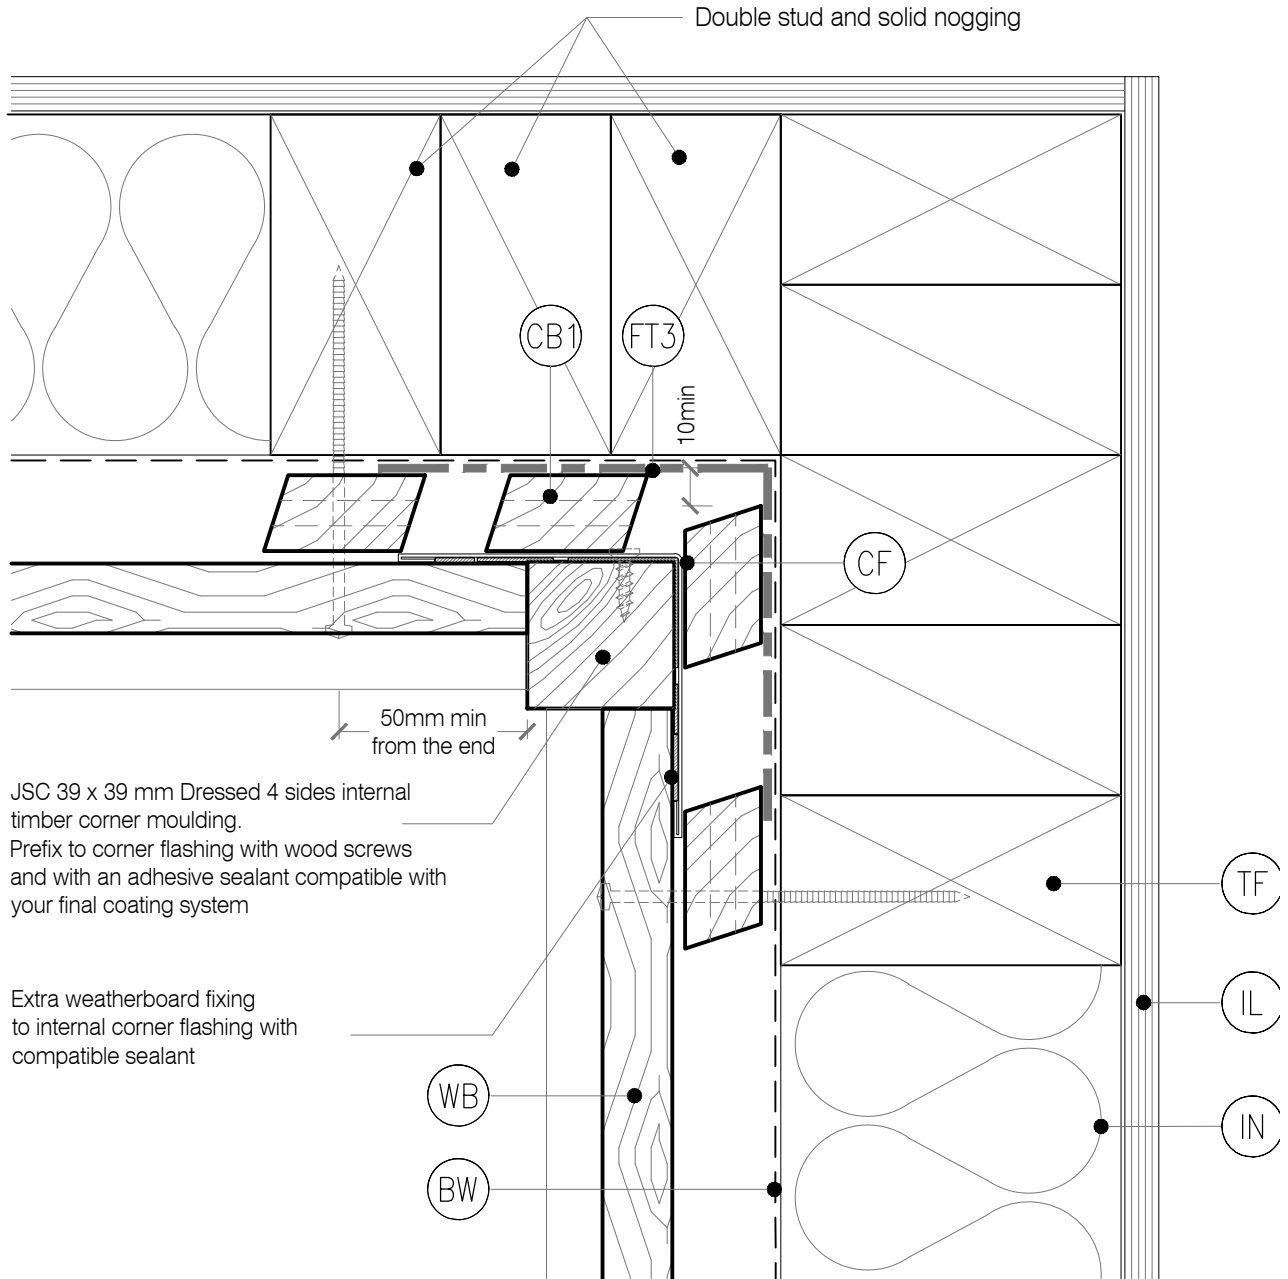 Double stud and solid nogging
CB1
FT3
10min
CF
50mm min
from the end
JSC 39 x 39 mm Dressed 4 sides internal
timber corner moulding.
Prefix to corner flashing with wood screws
and with an adhesive sealant compatible with
your final coating system
TF
Extra weatherboard fixing
to internal corner flashing with
compatible sealant
IL
WB
IN
BW